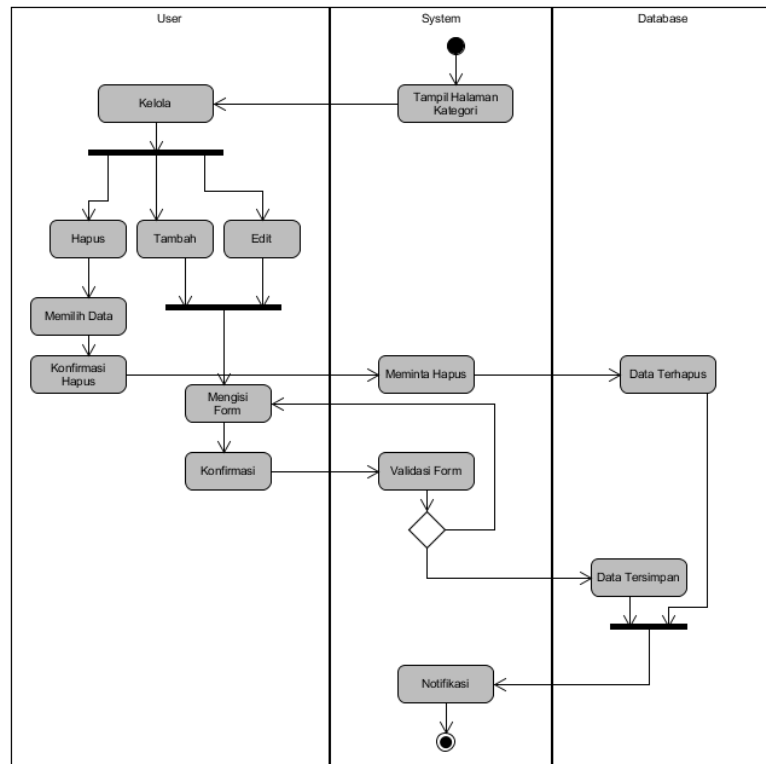 User
System
Database
Tampil Halaman
Kategori
Kelola
Hapus
Tambah
Edit
Memilih Data
Konfirmasi
Hapus
Meminta Hapus
Data Terhapus
Mengisi
Form
Konfirmasi
Validasi Form
Data Tersimpan
Notifikasi